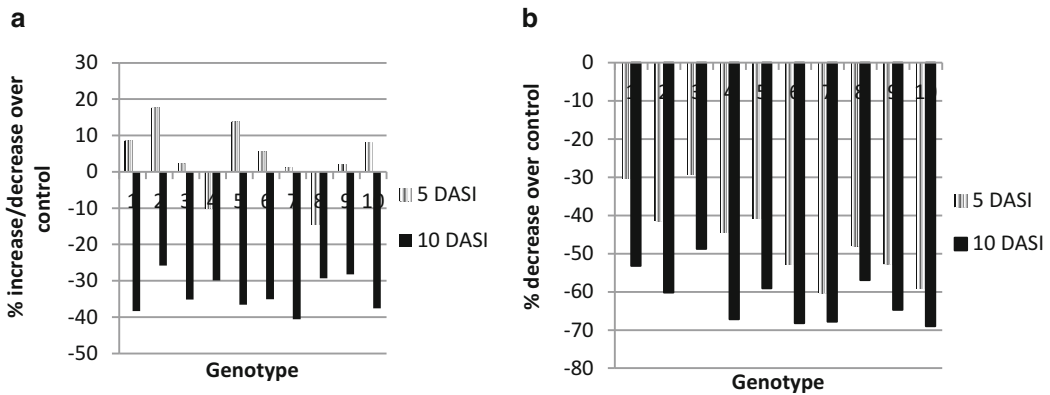 a
30
20
10
0
-10
-20
-30
-40
-50
1 2 3 4 5 6 7 8 9 10
% increase/decrease over
control
Genotype
5 DASI
10 DASI
b
0
-10
-20
-30
-40
-50
-60
-70
-80
1 2 3 4 5 6 7 8 9 10
% decrease over control
Genotype
5 DASI
10 DASI